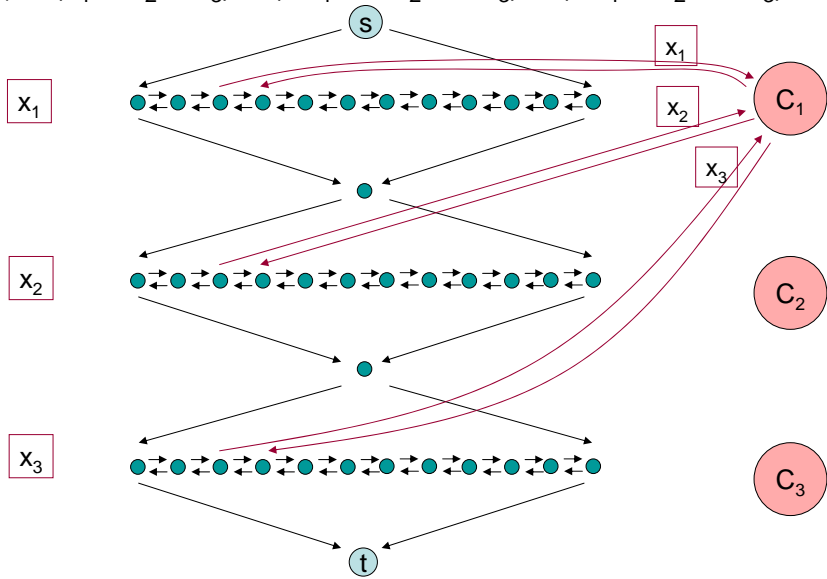 s
x₁
C₁
x₁
x₂
x₃
x₂
C₂
x₃
C₃
t